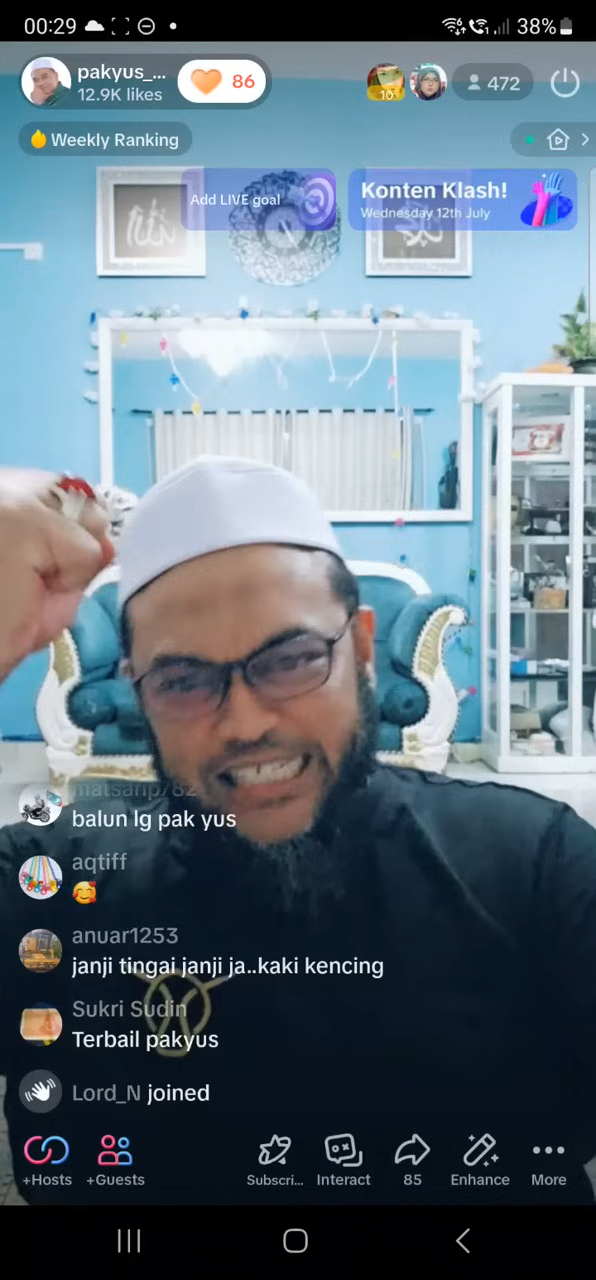 00:29
38%
pakyus_...
12.9K likes
86
10
472
Weekly Ranking
Add LIVE goal
Konten Klash!
Wednesday 12th July
matsanp782
balun lg pak yus
aqtiff
anuar1253
janji tingai janji ja..kaki kencing
Sukri Sudin
Terbail pakyus
Lord_N joined
+Hosts
+Guests
Subscri...
Interact
85
Enhance
More